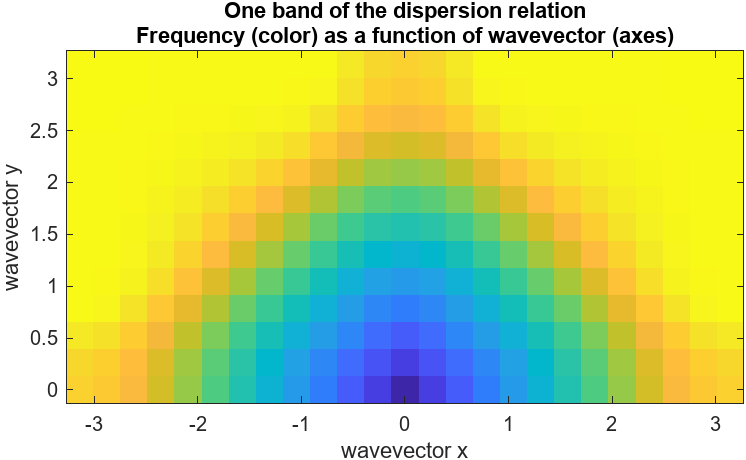 One band of the dispersion relation
Frequency (color) as a function of wavevector (axes)
3
2.5
2
1.5
1
0.5
0
wavevector y
-3 -2 -1 0 1 2 3
wavevector x